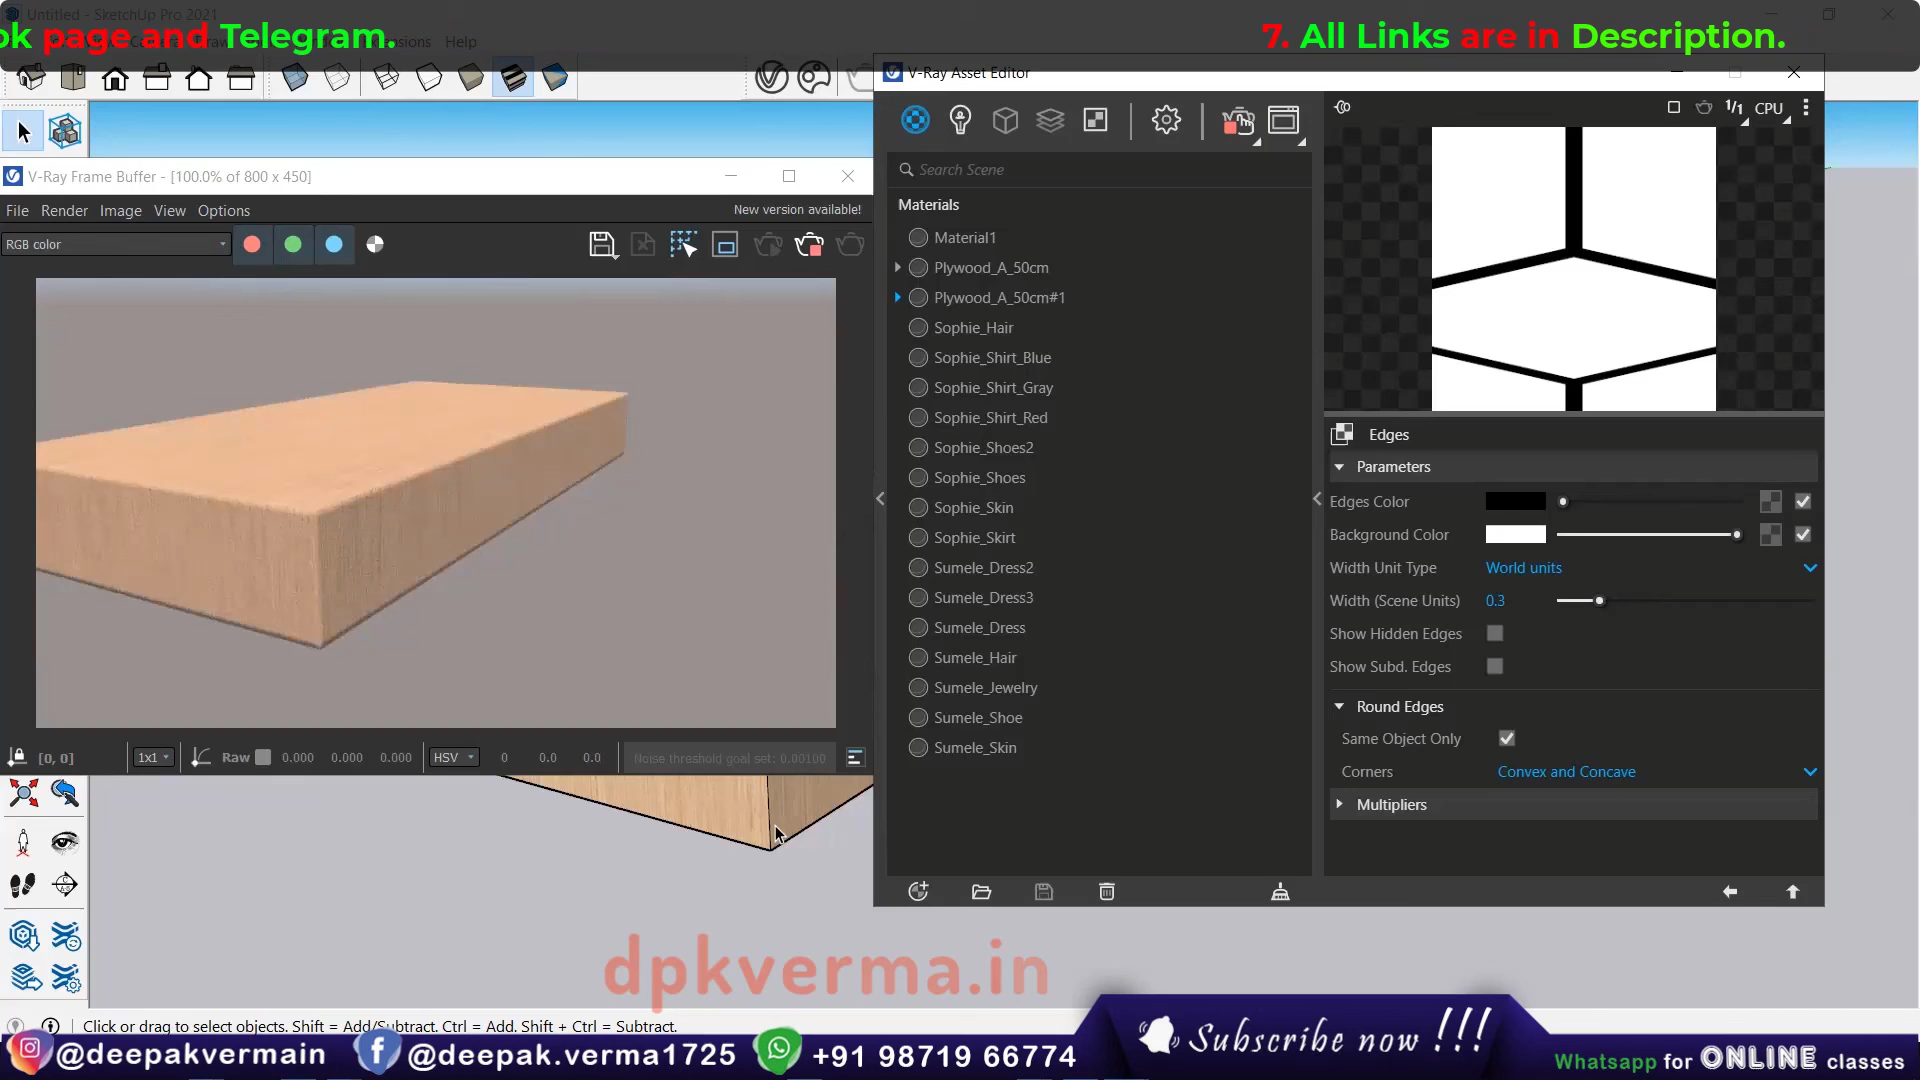 Untitled - SketchUp Pro 2021
ok page and Telegram.
7. All Links are in Description.
Camera
Extensions
Help
V-Ray Asset Editor
1/1
CPU
V-Ray Frame Buffer - [100.0% of 800 x 450]
Search Scene
File
Render
Image
View
Options
New version available!
Materials
RGB color
Material1
Plywood_A_50cm
Plywood_A_50cm#1
Sophie_Hair
Sophie_Shirt_Blue
Sophie_Shirt_Gray
Sophie_Shirt_Red
Sophie_Shoes2
Sophie_Shoes
Sophie_Skin
Sophie_Skirt
Sumele_Dress2
Sumele_Dress3
Sumele_Dress
Sumele_Hair
Sumele_Jewelry
Sumele_Shoe
Sumele_Skin
Edges
Parameters
Edges Color
Background Color
Width Unit Type
World units
Width (Scene Units)
0.3
Show Hidden Edges
Show Subd. Edges
Round Edges
Same Object Only
Corners
Convex and Concave
Multipliers
[0, 0]
1x1
Raw
0.000
0.000
0.000
HSV
0
0.0
0.0
Noise threshold goal set: 0.00100
dpkverma.in
Click or drag to select objects. Shift = Add/Subtract. Ctrl = Add. Shift + Ctrl = Subtract.
@deepakvermain
@deepak.verma1725
+91 98719 66774
Subscribe now !!!
Whatsapp for ONLINE classes